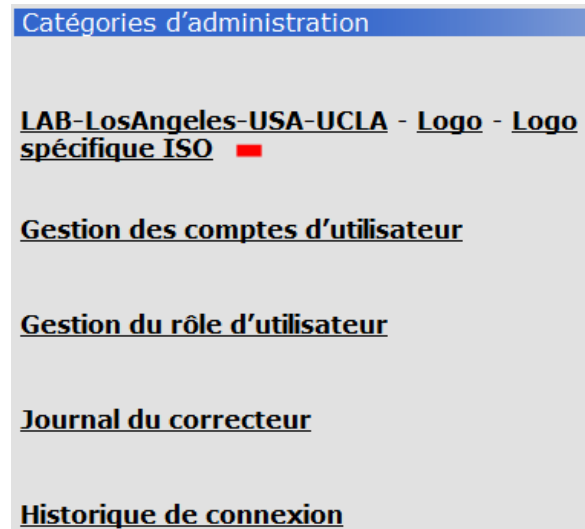 Catégories d’administration
LAB-LosAngeles-USA-UCLA - Logo - Logo
spécifique ISO
Gestion des comptes d’utilisateur
Gestion du rôle d’utilisateur
Journal du correcteur
Historique de connexion